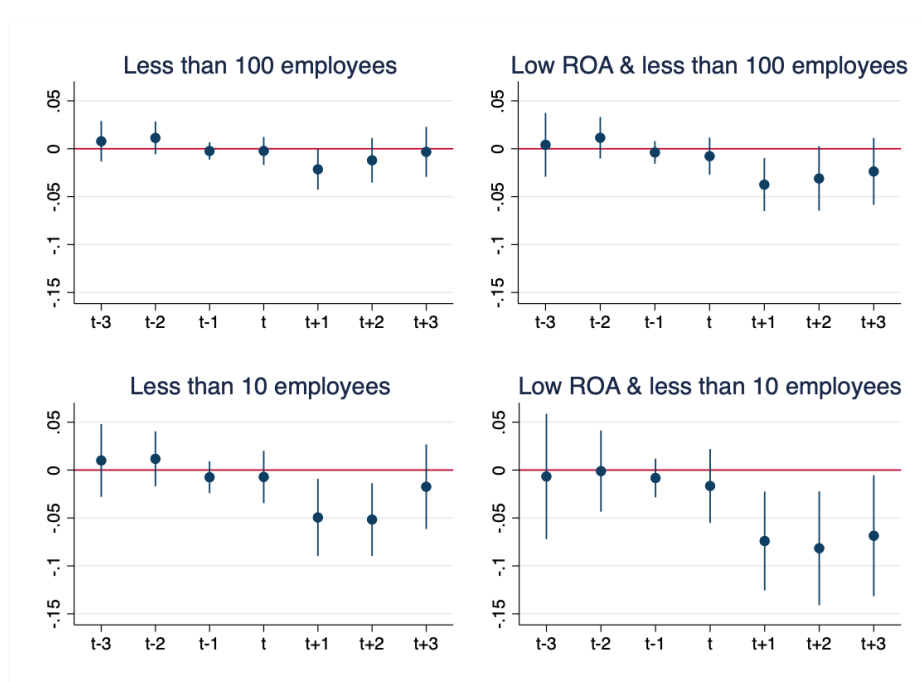 Less than 100 employees
.05
0
-.05
-.1
-.15
t-3 t-2 t-1 t t+1 t+2 t+3
Low ROA & less than 100 employees
.05
0
-.05
-.1
-.15
t-3 t-2 t-1 t t+1 t+2 t+3
Less than 10 employees
.05
0
-.05
-.1
-.15
t-3 t-2 t-1 t t+1 t+2 t+3
Low ROA & less than 10 employees
.05
0
-.05
-.1
-.15
t-3 t-2 t-1 t t+1 t+2 t+3